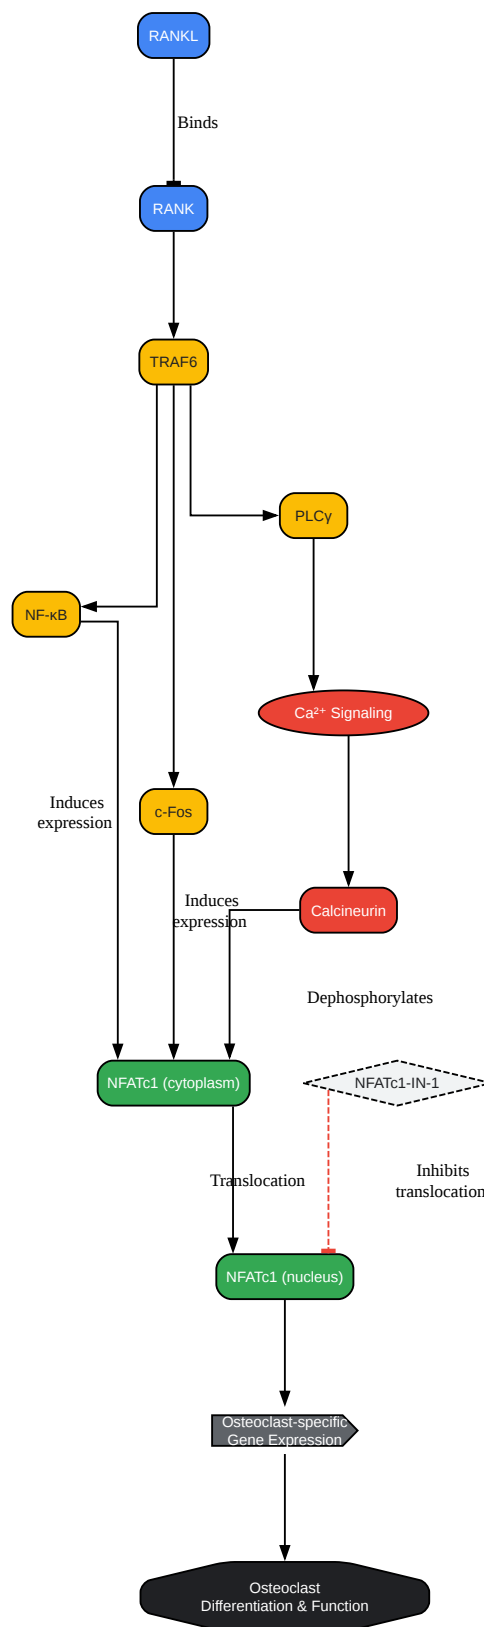 RANKL
Binds
RANK
TRAF6
PLCγ
NF-κB
Ca²⁺ Signaling
Induces
expression
c-Fos
Induces
expression
Calcineurin
Dephosphorylates
NFATc1 (cytoplasm)
NFATc1-IN-1
Translocation
Inhibits
translocation
NFATc1 (nucleus)
Osteoclast-specific
Gene Expression
Osteoclast
Differentiation & Function